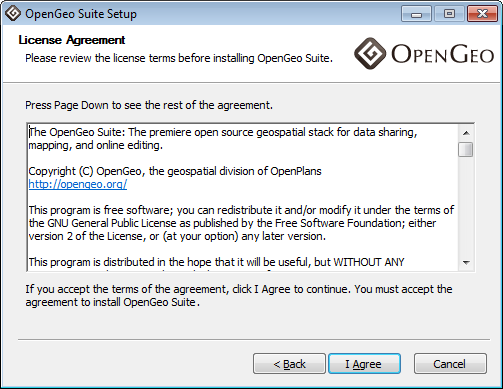 OpenGeo Suite Setup
License Agreement
Please review the license terms before installing OpenGeo Suite.
OPENGEO
Press Page Down to see the rest of the agreement.
The OpenGeo Suite: The premiere open source geospatial stack for data sharing,
mapping, and online editing.
Copyright (C) OpenGeo, the geospatial division of OpenPlans
http://opengeo.org/
This program is free software; you can redistribute it and/or modify it under the terms of
the GNU General Public License as published by the Free Software Foundation; either
version 2 of the License, or (at your option) any later version.
This program is distributed in the hope that it will be useful, but WITHOUT ANY
If you accept the terms of the agreement, click I Agree to continue. You must accept the
agreement to install OpenGeo Suite.
< Back
I Agree
Cancel